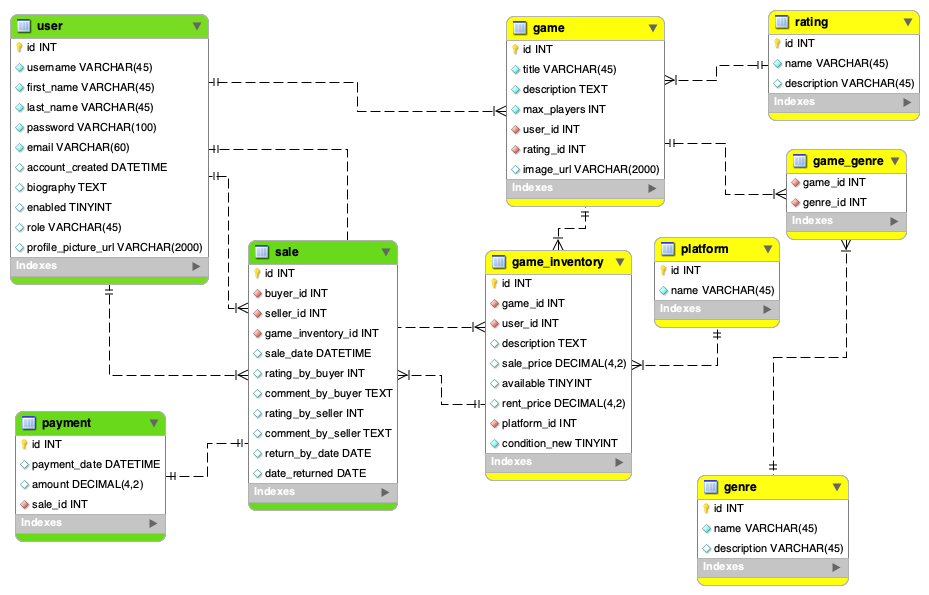 user
id INT
username VARCHAR(45)
first_name VARCHAR(45)
last_name VARCHAR(45)
password VARCHAR(100)
email VARCHAR(60)
account_created DATETIME
biography TEXT
enabled TINYINT
role VARCHAR(45)
profile_picture_url VARCHAR(2000)
Indexes
game
id INT
title VARCHAR(45)
description TEXT
max_players INT
user_id INT
rating_id INT
image_url VARCHAR(2000)
Indexes
rating
id INT
name VARCHAR(45)
description VARCHAR(45)
Indexes
game_genre
game_id INT
genre_id INT
Indexes
sale
id INT
buyer_id INT
seller_id INT
game_inventory_id INT
sale_date DATETIME
rating_by_buyer INT
comment_by_buyer TEXT
rating_by_seller INT
comment_by_seller TEXT
return_by_date DATE
date_returned DATE
Indexes
game_inventory
id INT
game_id INT
user_id INT
description TEXT
sale_price DECIMAL(4,2)
available TINYINT
rent_price DECIMAL(4,2)
platform_id INT
condition_new TINYINT
Indexes
platform
id INT
name VARCHAR(45)
Indexes
payment
id INT
payment_date DATETIME
amount DECIMAL(4,2)
sale_id INT
Indexes
genre
id INT
name VARCHAR(45)
description VARCHAR(45)
Indexes